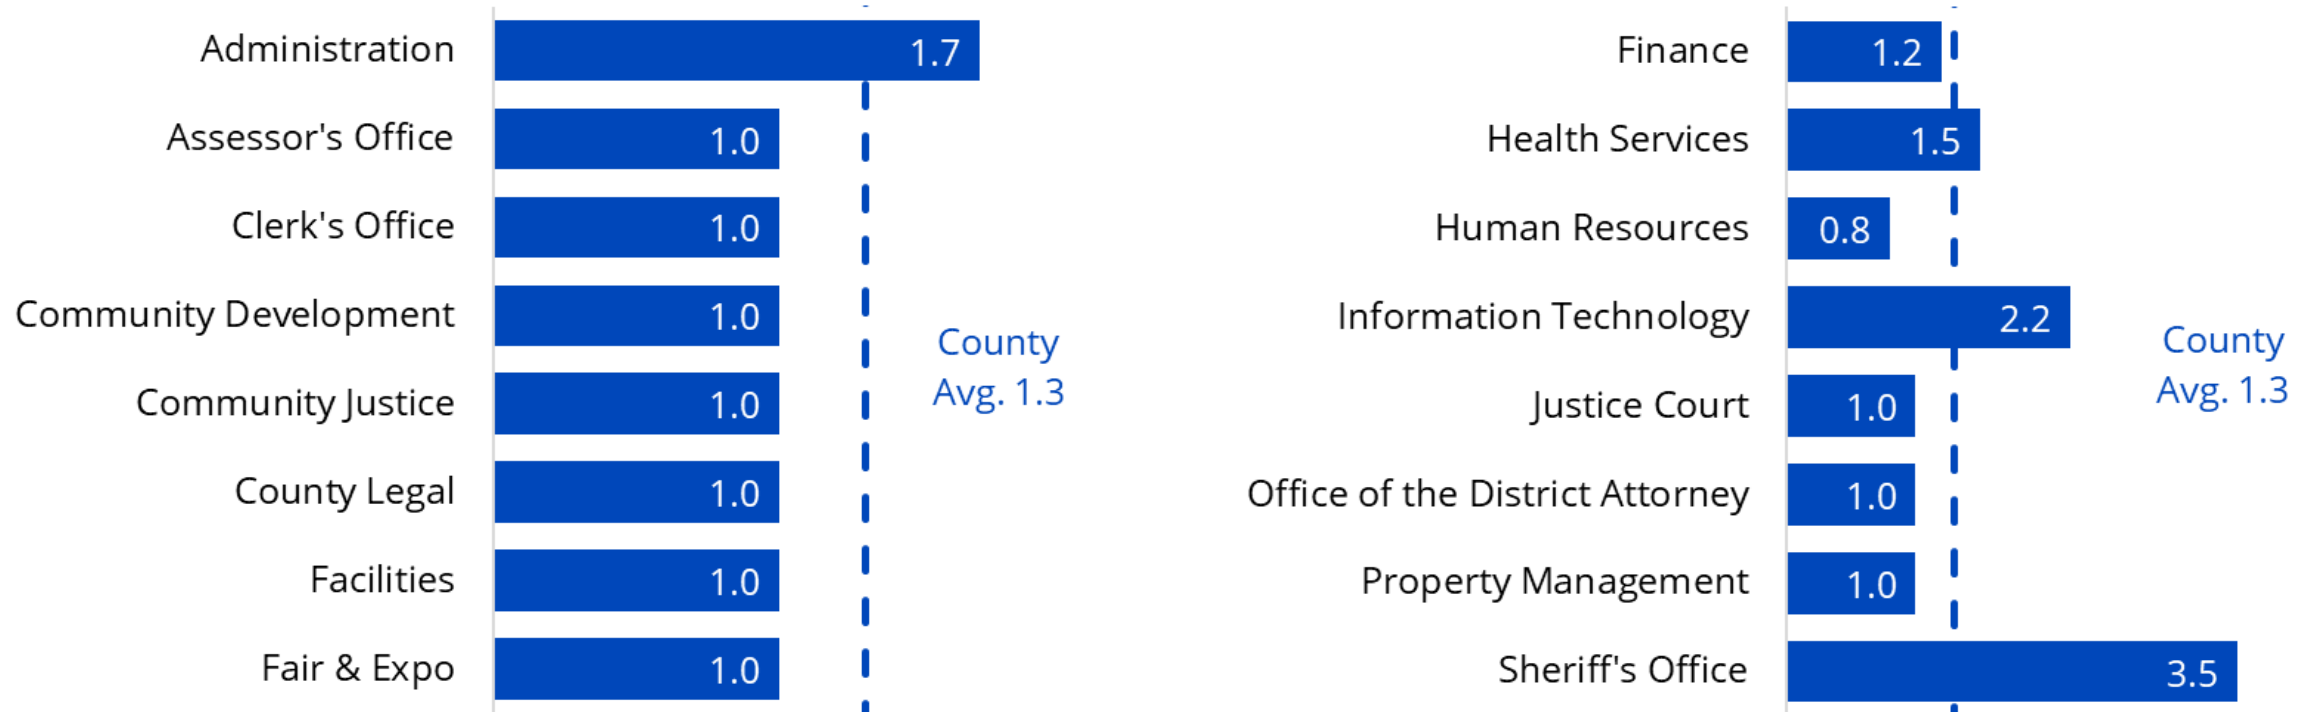 Administration 1.7
Assessor's Office 1.0
Clerk's Office 1.0
Community Development 1.0
Community Justice 1.0
County Legal 1.0
Facilities 1.0
Fair & Expo 1.0
County
Avg. 1.3
Finance 1.2
Health Services 1.5
Human Resources 0.8
Information Technology 2.2
Justice Court 1.0
Office of the District Attorney 1.0
Property Management 1.0
Sheriff's Office 3.5
County
Avg. 1.3